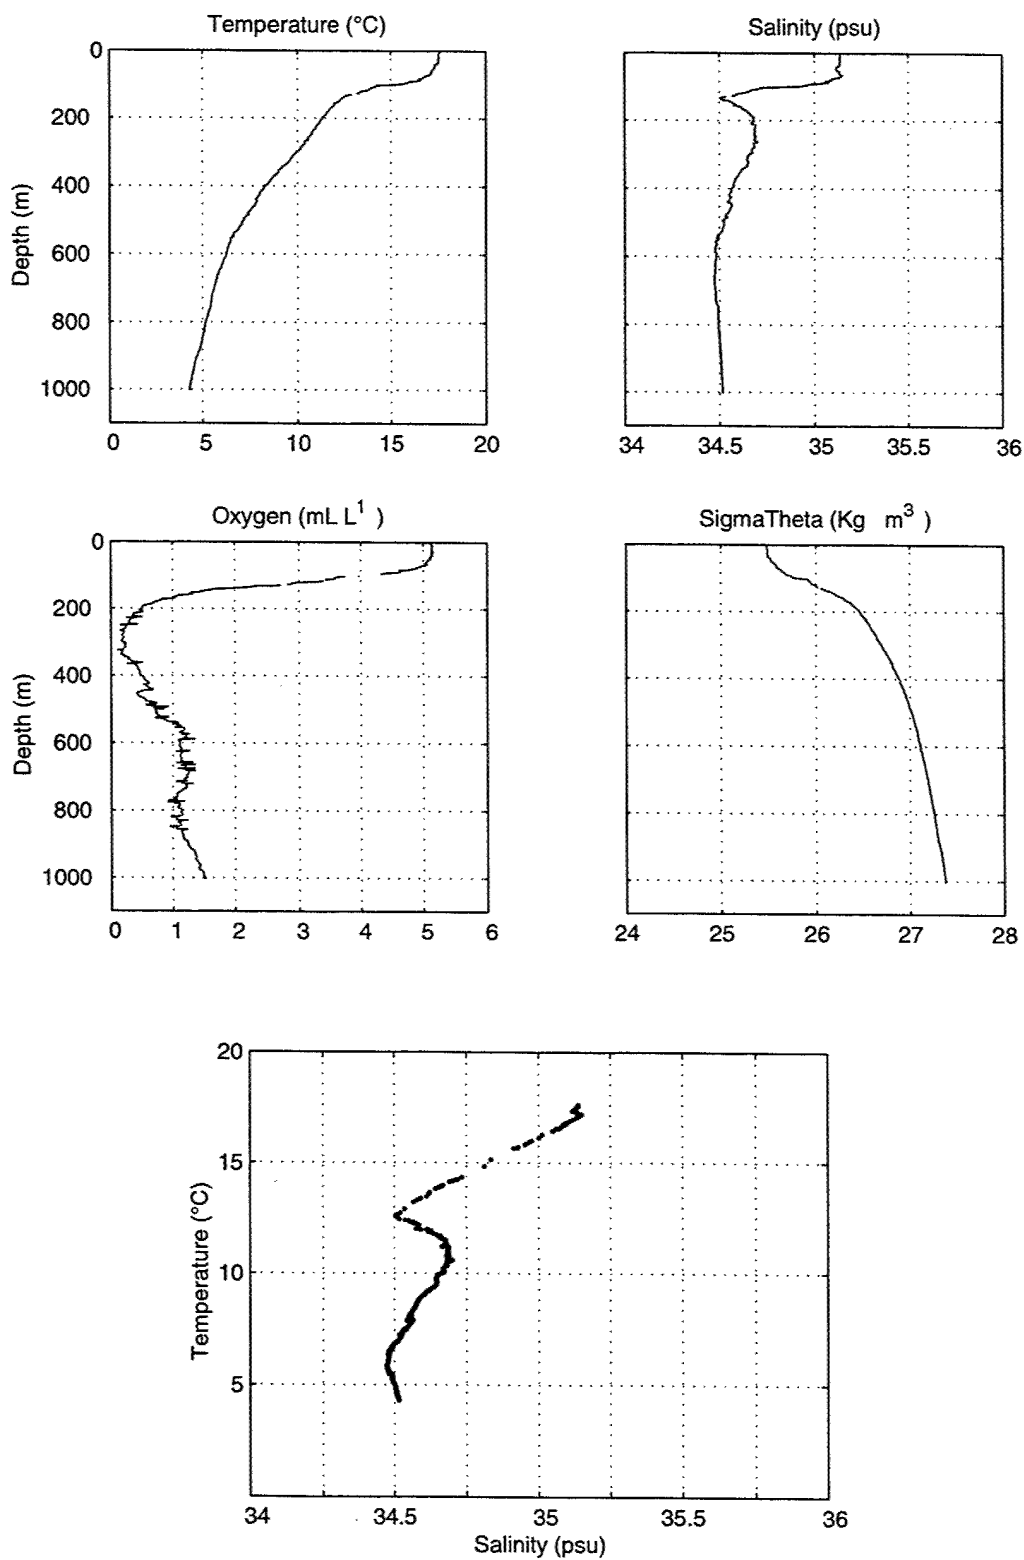 Temperature (°C)
Salinity (psu)
0
200
400
600
800
1000
Depth (m)
0 5 10 15 20
34 34.5 35 35.5 36
Oxygen (mL L1 )
SigmaTheta (Kg m3 )
0
200
400
600
800
1000
Depth (m)
0 1 2 3 4 5 6
24 25 26 27 28
20
15
10
5
Temperature (°C)
34 34.5 35 35.5 36
Salinity (psu)